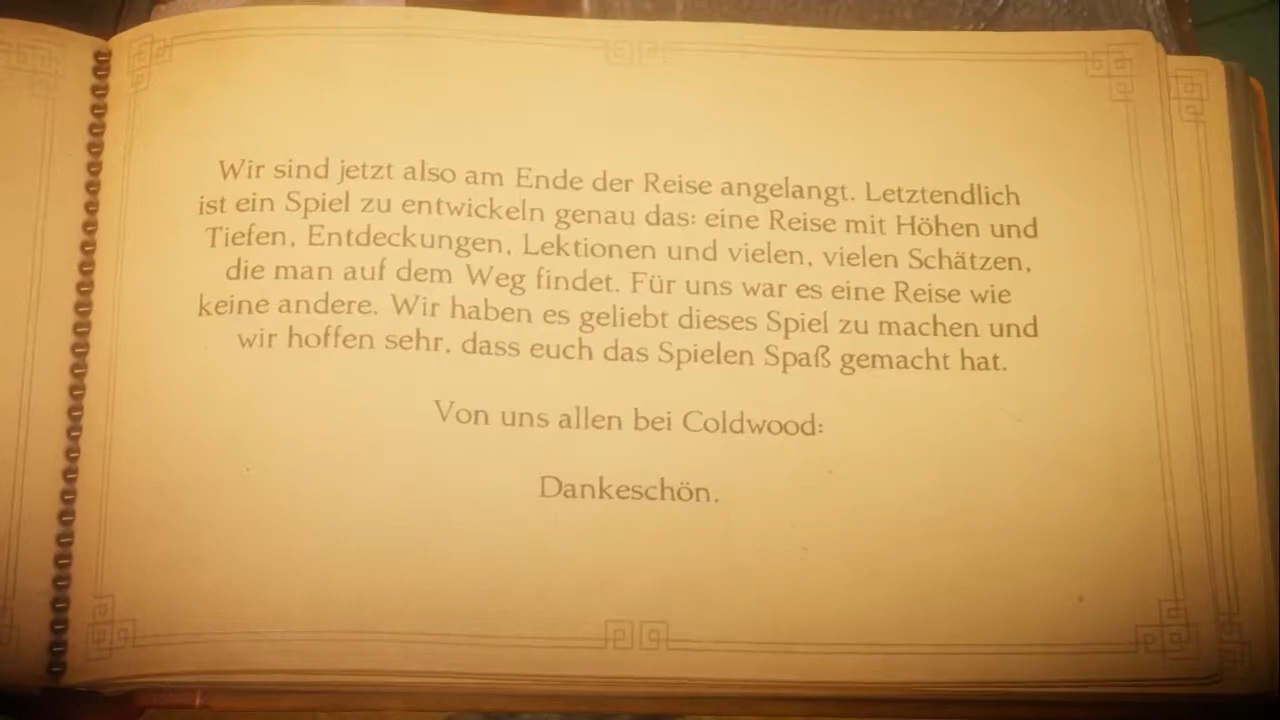 Wir sind jetzt also am Ende der Reise angelangt. Letztendlich
ist ein Spiel zu entwickeln genau das: eine Reise mit Höhen und
Tiefen, Entdeckungen, Lektionen und vielen, vielen Schätzen,
die man auf dem Weg findet. Für uns war es eine Reise wie
keine andere. Wir haben es geliebt dieses Spiel zu machen und
wir hoffen sehr, dass euch das Spielen Spaß gemacht hat.
Von uns allen bei Coldwood:
Dankeschön.